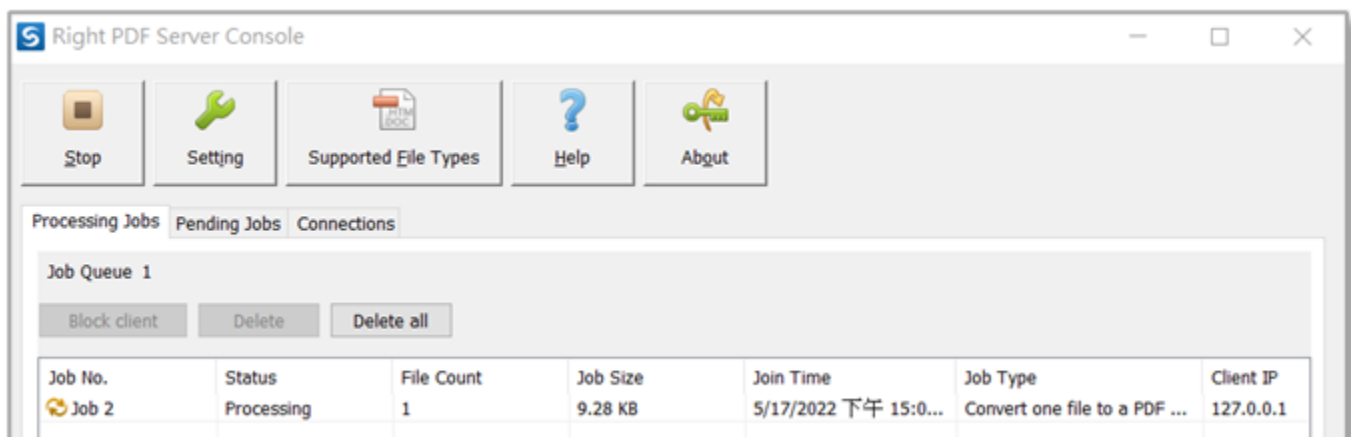 Right PDF Server Console
.HTM
DOC
Stop Setting Supported File Types Help About
Processing Jobs Pending Jobs Connections
Job Queue 1
Block client Delete Delete all
Job No. Status File Count Job Size Join Time Job Type Client IP
Job 2 Processing 1 9.28 KB 5/17/2022 下午 15:0... Convert one file to a PDF ... 127.0.0.1